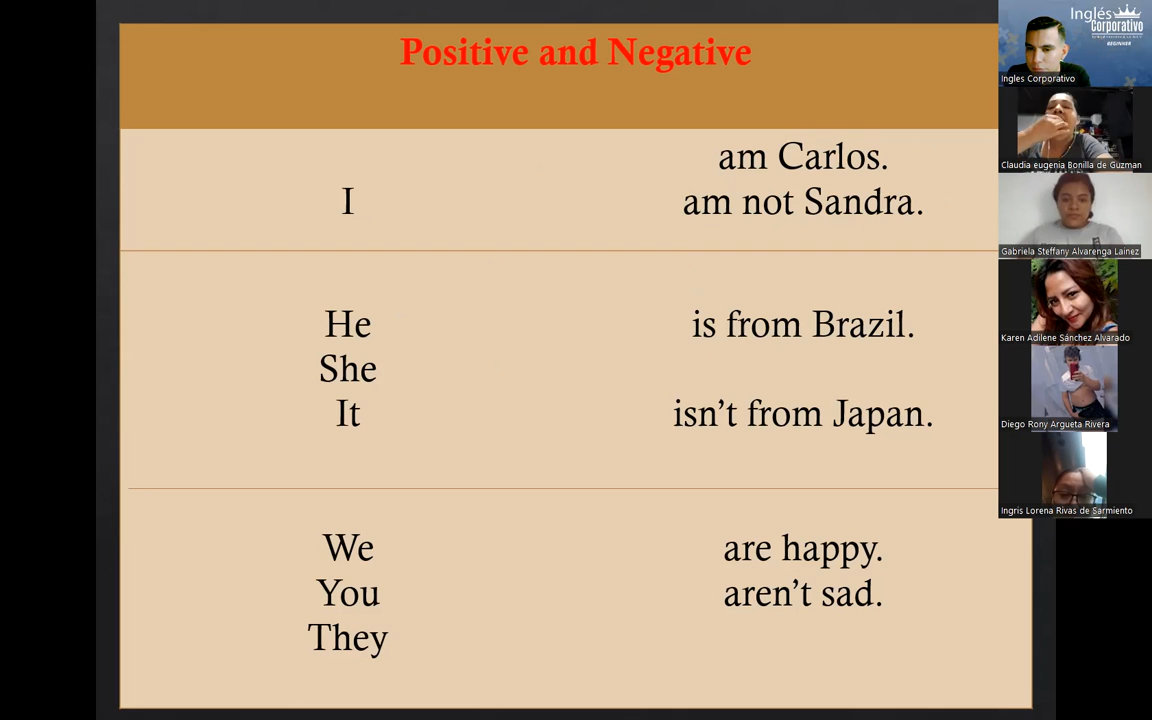 Positive and Negative
am Carlos.
I
am not Sandra.
He
is from Brazil.
She
It
isn't from Japan.
We
are happy.
You
aren't sad.
They
Inglés
Corporativo
BEGINNER
Ingles Corporativo
Claudia eugenia Bonilla de Guzman
Gabriela Steffany Alvarenga Lainez
Karen Adilene Sánchez Alvarado
Diego Rony Argueta Rivera
Ingris Lorena Rivas de Sarmiento